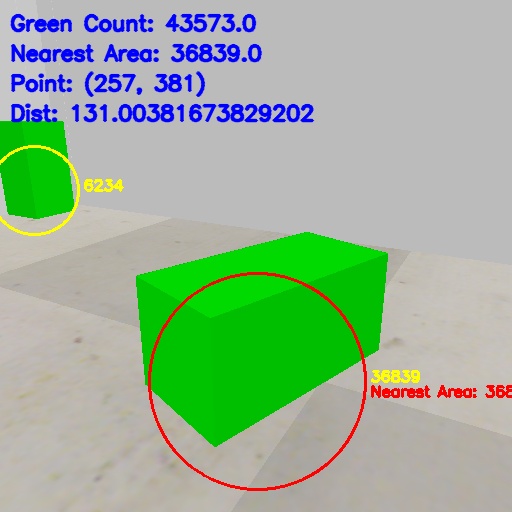 Green Count: 43573.0
Nearest Area: 36839.0
Point: (257, 381)
Dist: 131.00381673829202
6234
36839
Nearest Area: 368